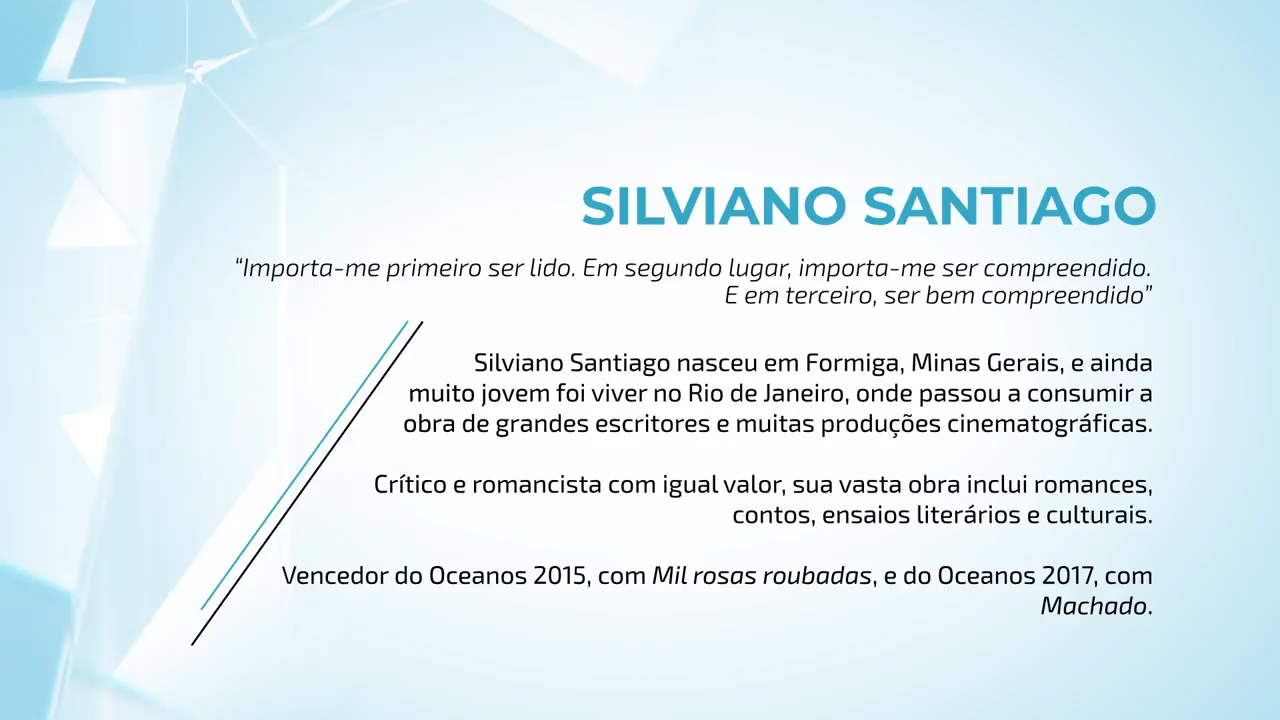 SILVIANO SANTIAGO
“Importa-me primeiro ser lido. Em segundo lugar, importa-me ser compreendido.
E em terceiro, ser bem compreendido”
Silviano Santiago nasceu em Formiga, Minas Gerais, e ainda
muito jovem foi viver no Rio de Janeiro, onde passou a consumir a
obra de grandes escritores e muitas produções cinematográficas.
Crítico e romancista com igual valor, sua vasta obra inclui romances,
contos, ensaios literários e culturais.
Vencedor do Oceanos 2015, com Mil rosas roubadas, e do Oceanos 2017, com
Machado.